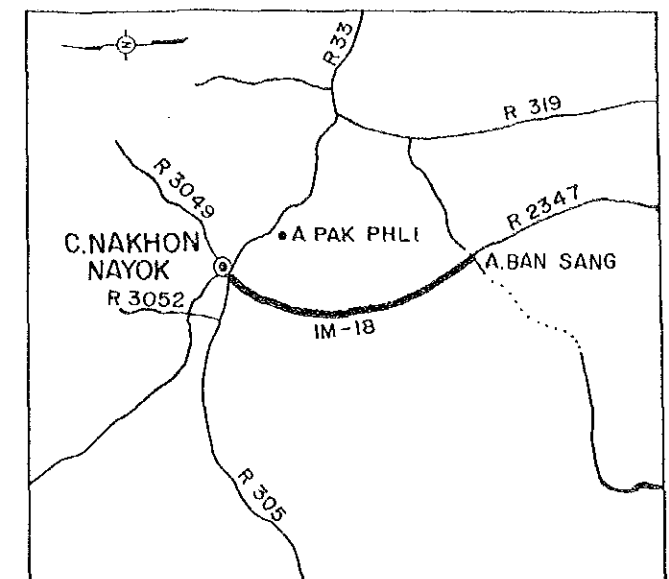 N
R 33
R 319
R 3049
R 2347
A PAK PHLI
C.NAKHON
NAYOK
A.BAN SANG
R 3052
IM-18
R 305